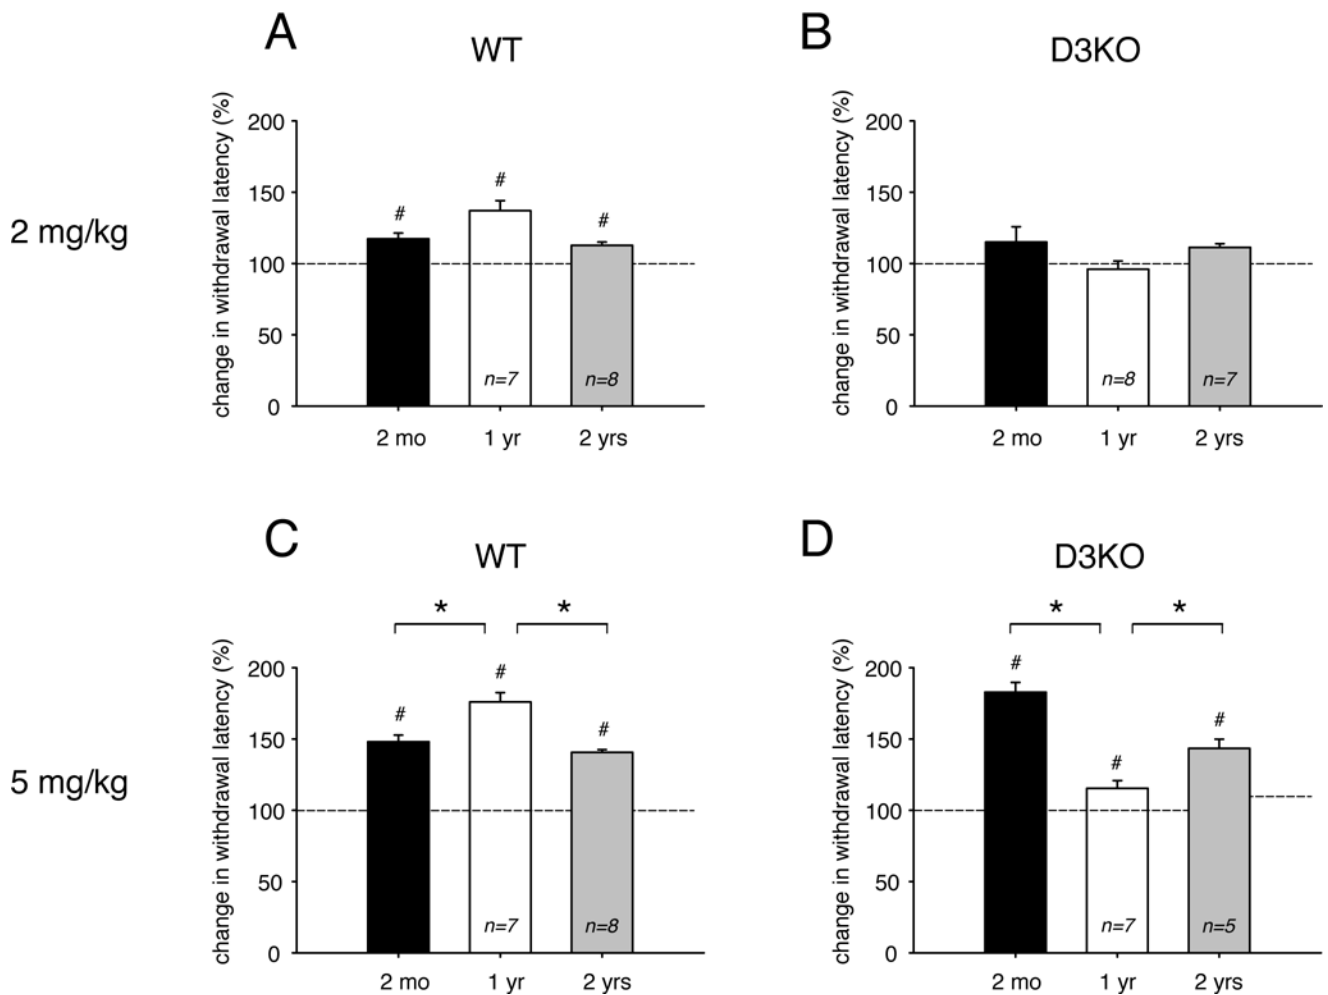 A
WT
change in withdrawal latency (%)
200
150
100
50
0
#
#
#
n=7
n=8
2 mo
1 yr
2 yrs
B
D3KO
change in withdrawal latency (%)
200
150
100
50
0
n=8
n=7
2 mo
1 yr
2 yrs
2 mg/kg
C
WT
*
*
change in withdrawal latency (%)
200
150
100
50
0
#
#
#
n=7
n=8
2 mo
1 yr
2 yrs
D
D3KO
*
*
change in withdrawal latency (%)
200
150
100
50
0
#
#
#
n=7
n=5
2 mo
1 yr
2 yrs
5 mg/kg